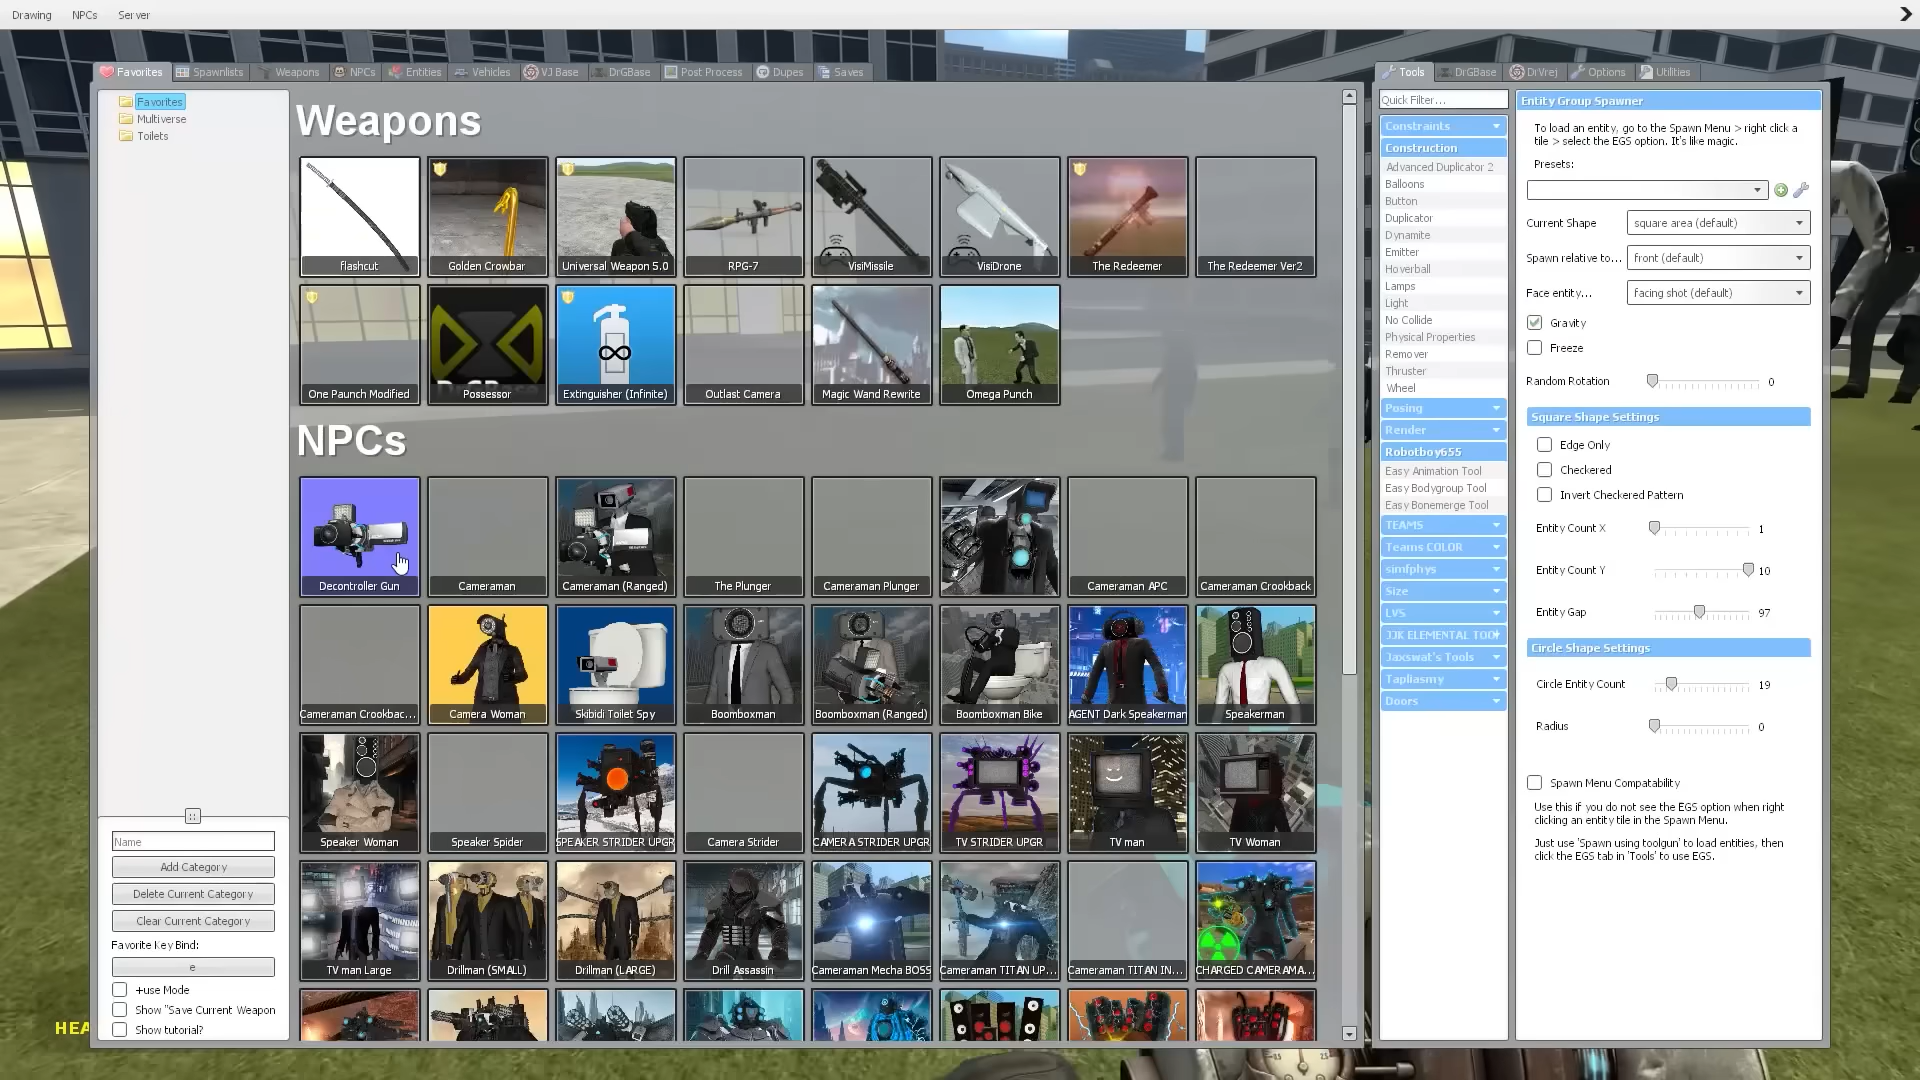 Drawing NPCs Server
Favorites Spawnlists Weapons NPCs Entities Vehicles VJ Base DrGBase Post Process Dupes Saves
Favorites
Multiverse
Toilets
Weapons
flashcut Golden Crowbar Universal Weapon 5.0 RPG-7 VisiMissile VisiDrone The Redeemer The Redeemer Ver2
One Paunch Modified Possessor Extinguisher (Infinite) Outlast Camera Magic Wand Rewrite Omega Punch
NPCs
Decontroller Gun Cameraman Cameraman (Ranged) The Plunger Cameraman Plunger Cameraman APC Cameraman Crookback
Cameraman Crookbac... Camera Woman Skibidi Toilet Spy Boomboxman Boomboxman (Ranged) Boomboxman Bike AGENT Dark Speakerman Speakerman
Speaker Woman Speaker Spider SPEAKER STRIDER UPGR Camera Strider CAMERA STRIDER UPGR TV STRIDER UPGR TV man TV Woman
TV man Large Drillman (SMALL) Drillman (LARGE) Drill Assassin Cameraman Mecha BOSS Cameraman TITAN UP... Cameraman TITAN IN... CHARGED CAMERAMA...
Name
Add Category
Delete Current Category
Clear Current Category
Favorite Key Bind:
e
+use Mode
Show "Save Current Weapon
Show tutorial?
HEA
Tools DrGBase DrVrej Options Utilities
Quick Filter...
Constraints
Construction
Advanced Duplicator 2
Balloons
Button
Duplicator
Dynamite
Emitter
Hoverball
Lamps
Light
No Collide
Physical Properties
Remover
Thruster
Wheel
Posing
Render
Robotboy655
Easy Animation Tool
Easy Bodygroup Tool
Easy Bonemerge Tool
TEAMS
Teams COLOR
simfphys
Size
LVS
JJK ELEMENTAL TOO
Jaxswat's Tools
Tapliasmy
Doors
Entity Group Spawner
To load an entity, go to the Spawn Menu > right click a
tile > select the EGS option. It's like magic.
Presets:
Current Shape square area (default)
Spawn relative to... front (default)
Face entity... facing shot (default)
Gravity
Freeze
Random Rotation 0
Square Shape Settings
Edge Only
Checkered
Invert Checkered Pattern
Entity Count X 1
Entity Count Y 10
Entity Gap 97
Circle Shape Settings
Circle Entity Count 19
Radius 0
Spawn Menu Compatability
Use this if you do not see the EGS option when right
clicking an entity tile in the Spawn Menu.
Just use 'Spawn using toolgun' to load entities, then
click the EGS tab in 'Tools' to use EGS.